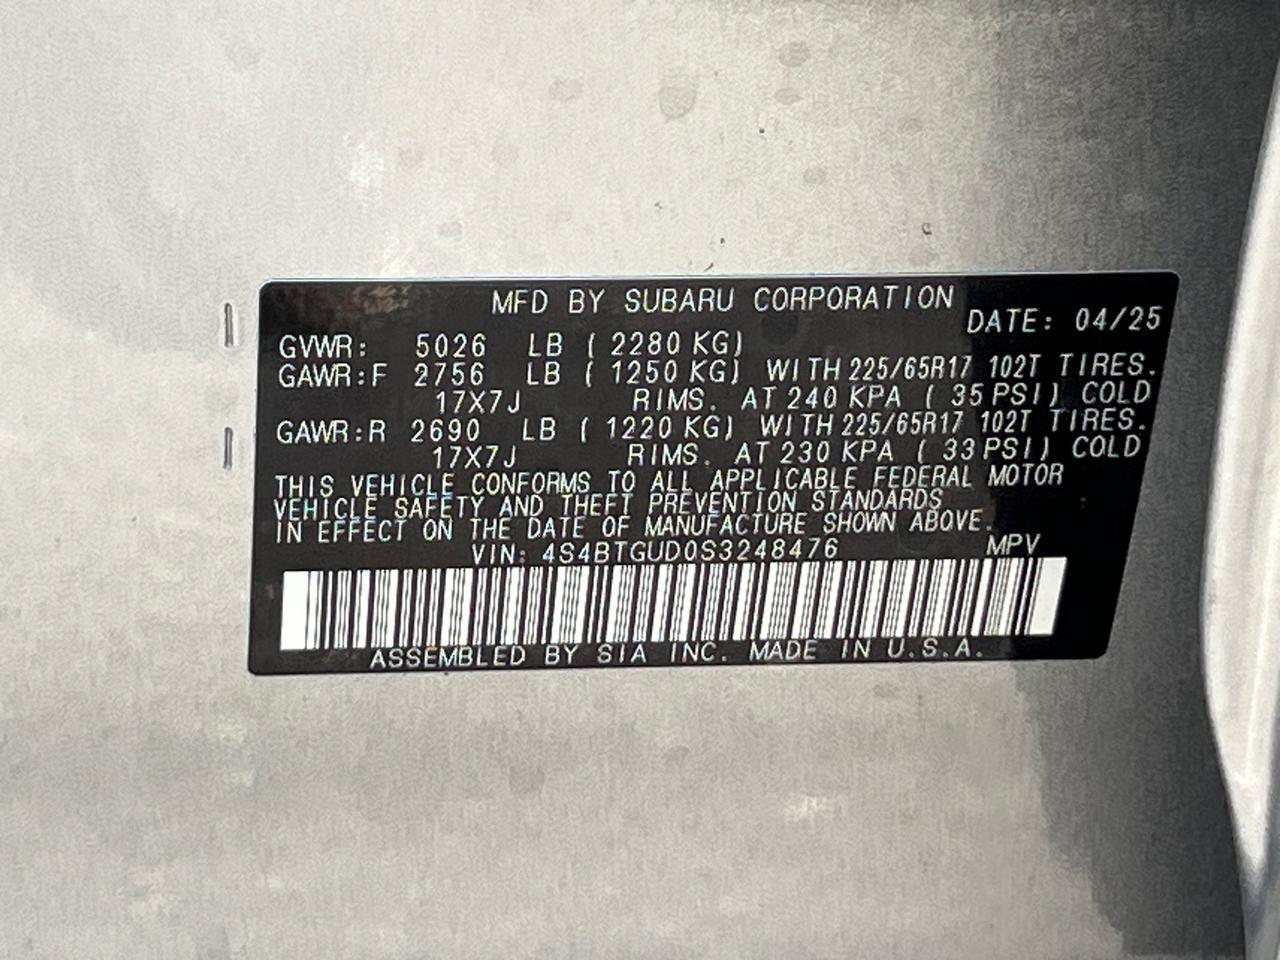 MFD BY SUBARU CORPORATION
DATE: 04/25
GVWR: 5026 LB ( 2280 KG)
GAWR:F 2756 LB ( 1250 KG) WITH 225/65R17 102T TIRES.
17X7J RIMS. AT 240 KPA ( 35 PSI) COLD
GAWR:R 2690 LB ( 1220 KG) WITH 225/65R17 102T TIRES.
17X7J RIMS. AT 230 KPA ( 33 PSI) COLD
THIS VEHICLE CONFORMS TO ALL APPLICABLE FEDERAL MOTOR
VEHICLE SAFETY AND THEFT PREVENTION STANDARDS
IN EFFECT ON THE DATE OF MANUFACTURE SHOWN ABOVE.
VIN: 4S4BTGUD0S3248476 MPV
ASSEMBLED BY SIA INC. MADE IN U.S.A.